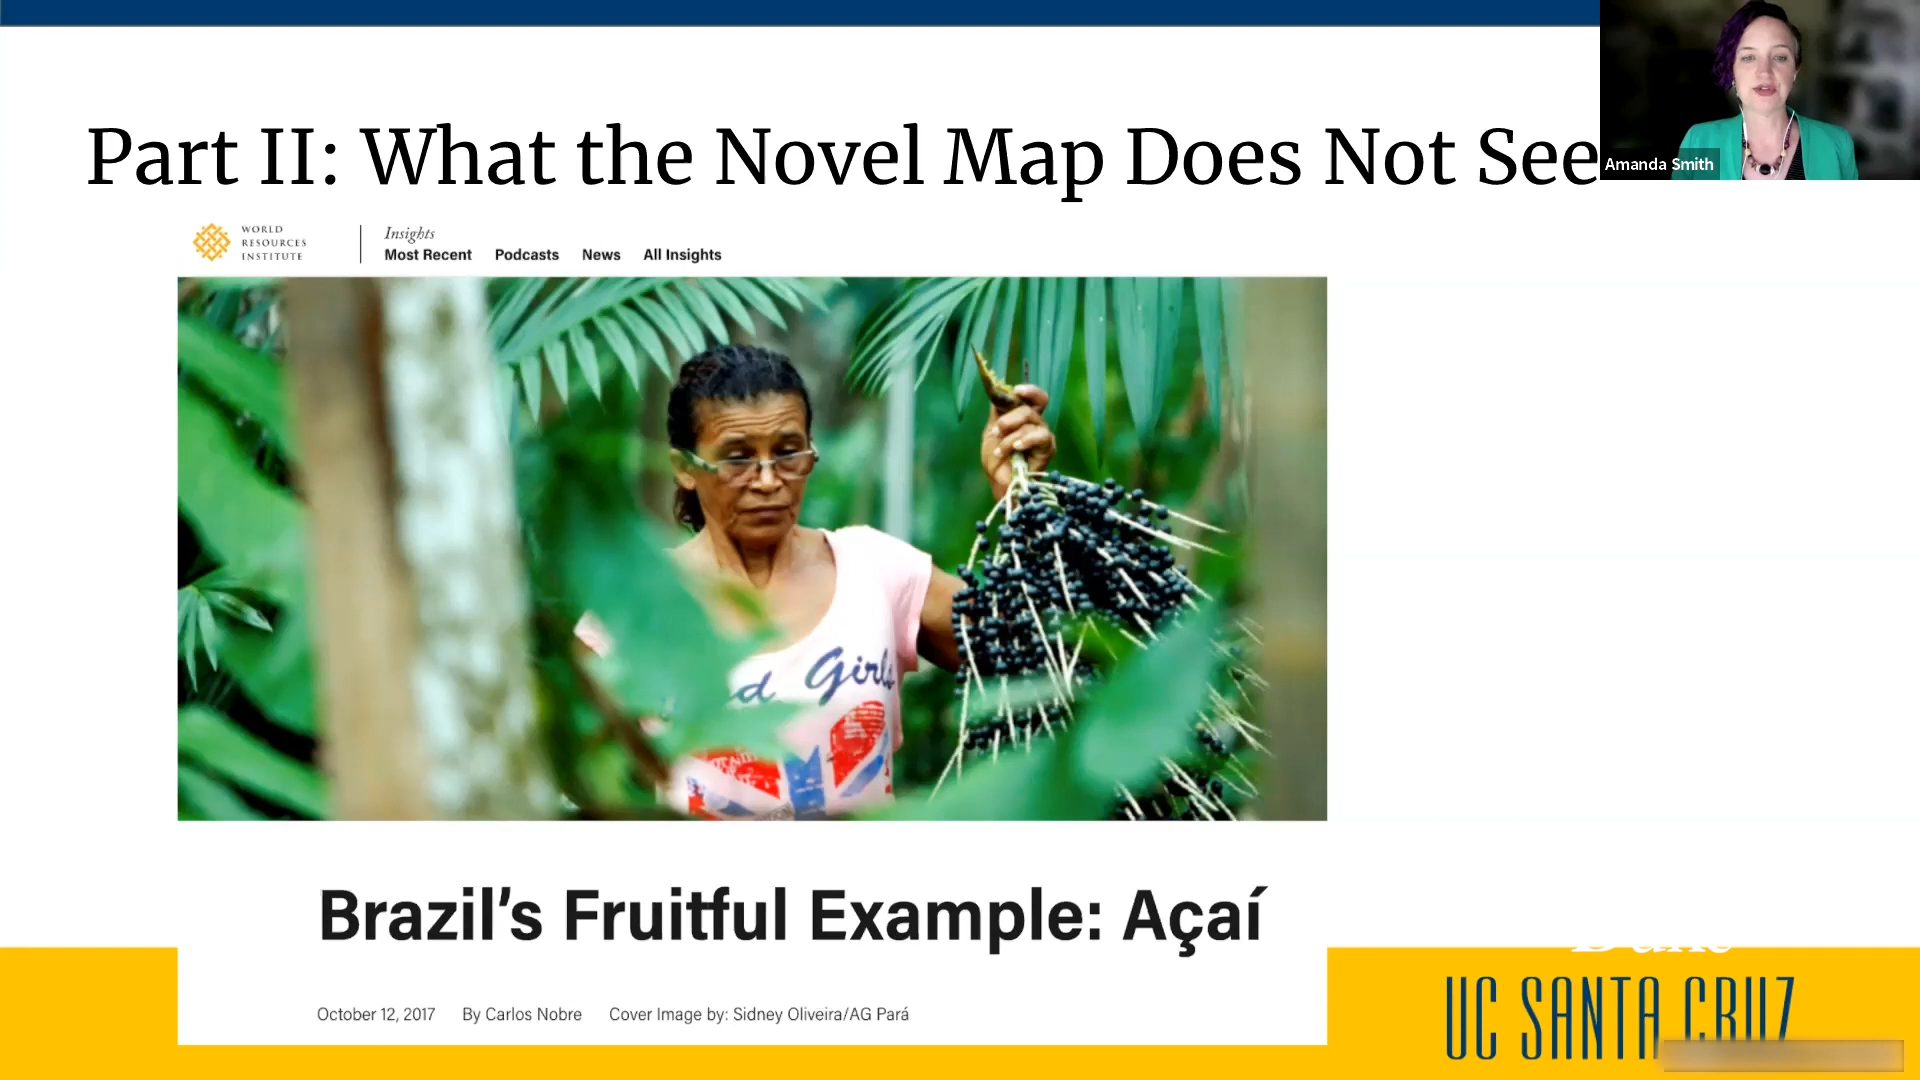 Part II: What the Novel Map Does Not See
Amanda Smith
WORLD
RESOURCES
INSTITUTE
Insights
Most Recent Podcasts News All Insights
Girls
Brazil's Fruitful Example: Açaí
October 12, 2017 By Carlos Nobre Cover Image by: Sidney Oliveira/AG Pará
UC SANTA CRUZ